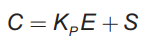 C = K_P E + S